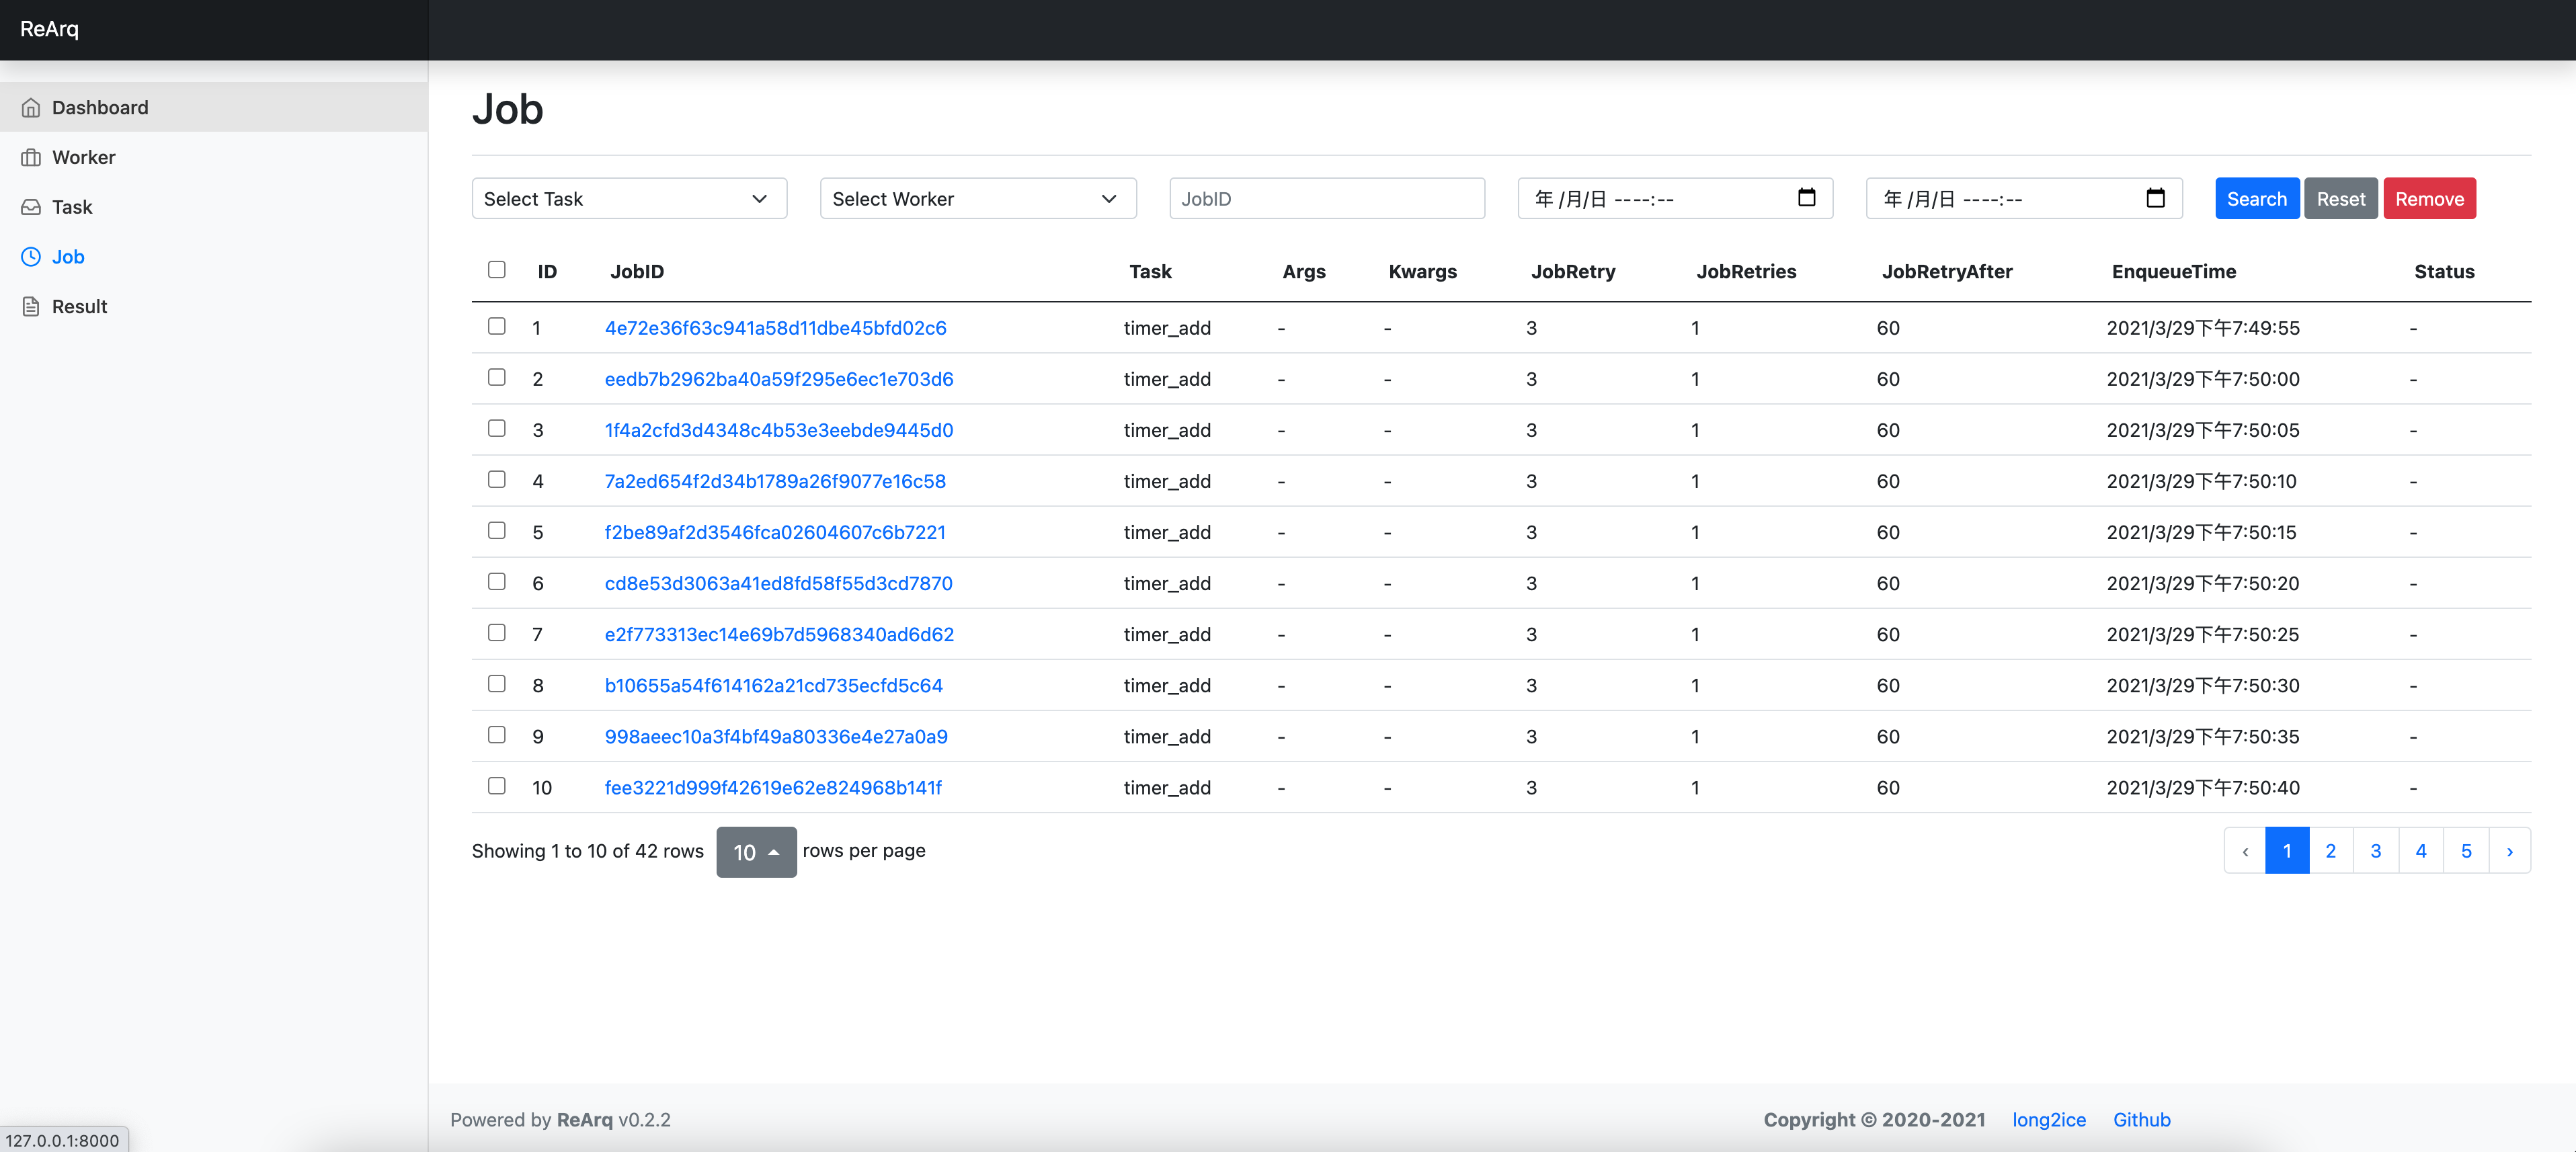 ReArq
Dashboard
Worker
Task
Job
Result
Job
Select Task Select Worker JobID 年 /月/日 ----:-- 年 /月/日 ----:-- Search Reset Remove
ID JobID Task Args Kwargs JobRetry JobRetries JobRetryAfter EnqueueTime Status
1 4e72e36f63c941a58d11dbe45bfd02c6 timer_add - - 3 1 60 2021/3/29下午7:49:55 -
2 eedb7b2962ba40a59f295e6ec1e703d6 timer_add - - 3 1 60 2021/3/29下午7:50:00 -
3 1f4a2cfd3d4348c4b53e3eebde9445d0 timer_add - - 3 1 60 2021/3/29下午7:50:05 -
4 7a2ed654f2d34b1789a26f9077e16c58 timer_add - - 3 1 60 2021/3/29下午7:50:10 -
5 f2be89af2d3546fca02604607c6b7221 timer_add - - 3 1 60 2021/3/29下午7:50:15 -
6 cd8e53d3063a41ed8fd58f55d3cd7870 timer_add - - 3 1 60 2021/3/29下午7:50:20 -
7 e2f773313ec14e69b7d5968340ad6d62 timer_add - - 3 1 60 2021/3/29下午7:50:25 -
8 b10655a54f614162a21cd735ecfd5c64 timer_add - - 3 1 60 2021/3/29下午7:50:30 -
9 998aeec10a3f4bf49a80336e4e27a0a9 timer_add - - 3 1 60 2021/3/29下午7:50:35 -
10 fee3221d999f42619e62e824968b141f timer_add - - 3 1 60 2021/3/29下午7:50:40 -
Showing 1 to 10 of 42 rows 10 rows per page ‹ 1 2 3 4 5 ›
Powered by ReArq v0.2.2 Copyright © 2020-2021 long2ice Github
127.0.0.1:8000